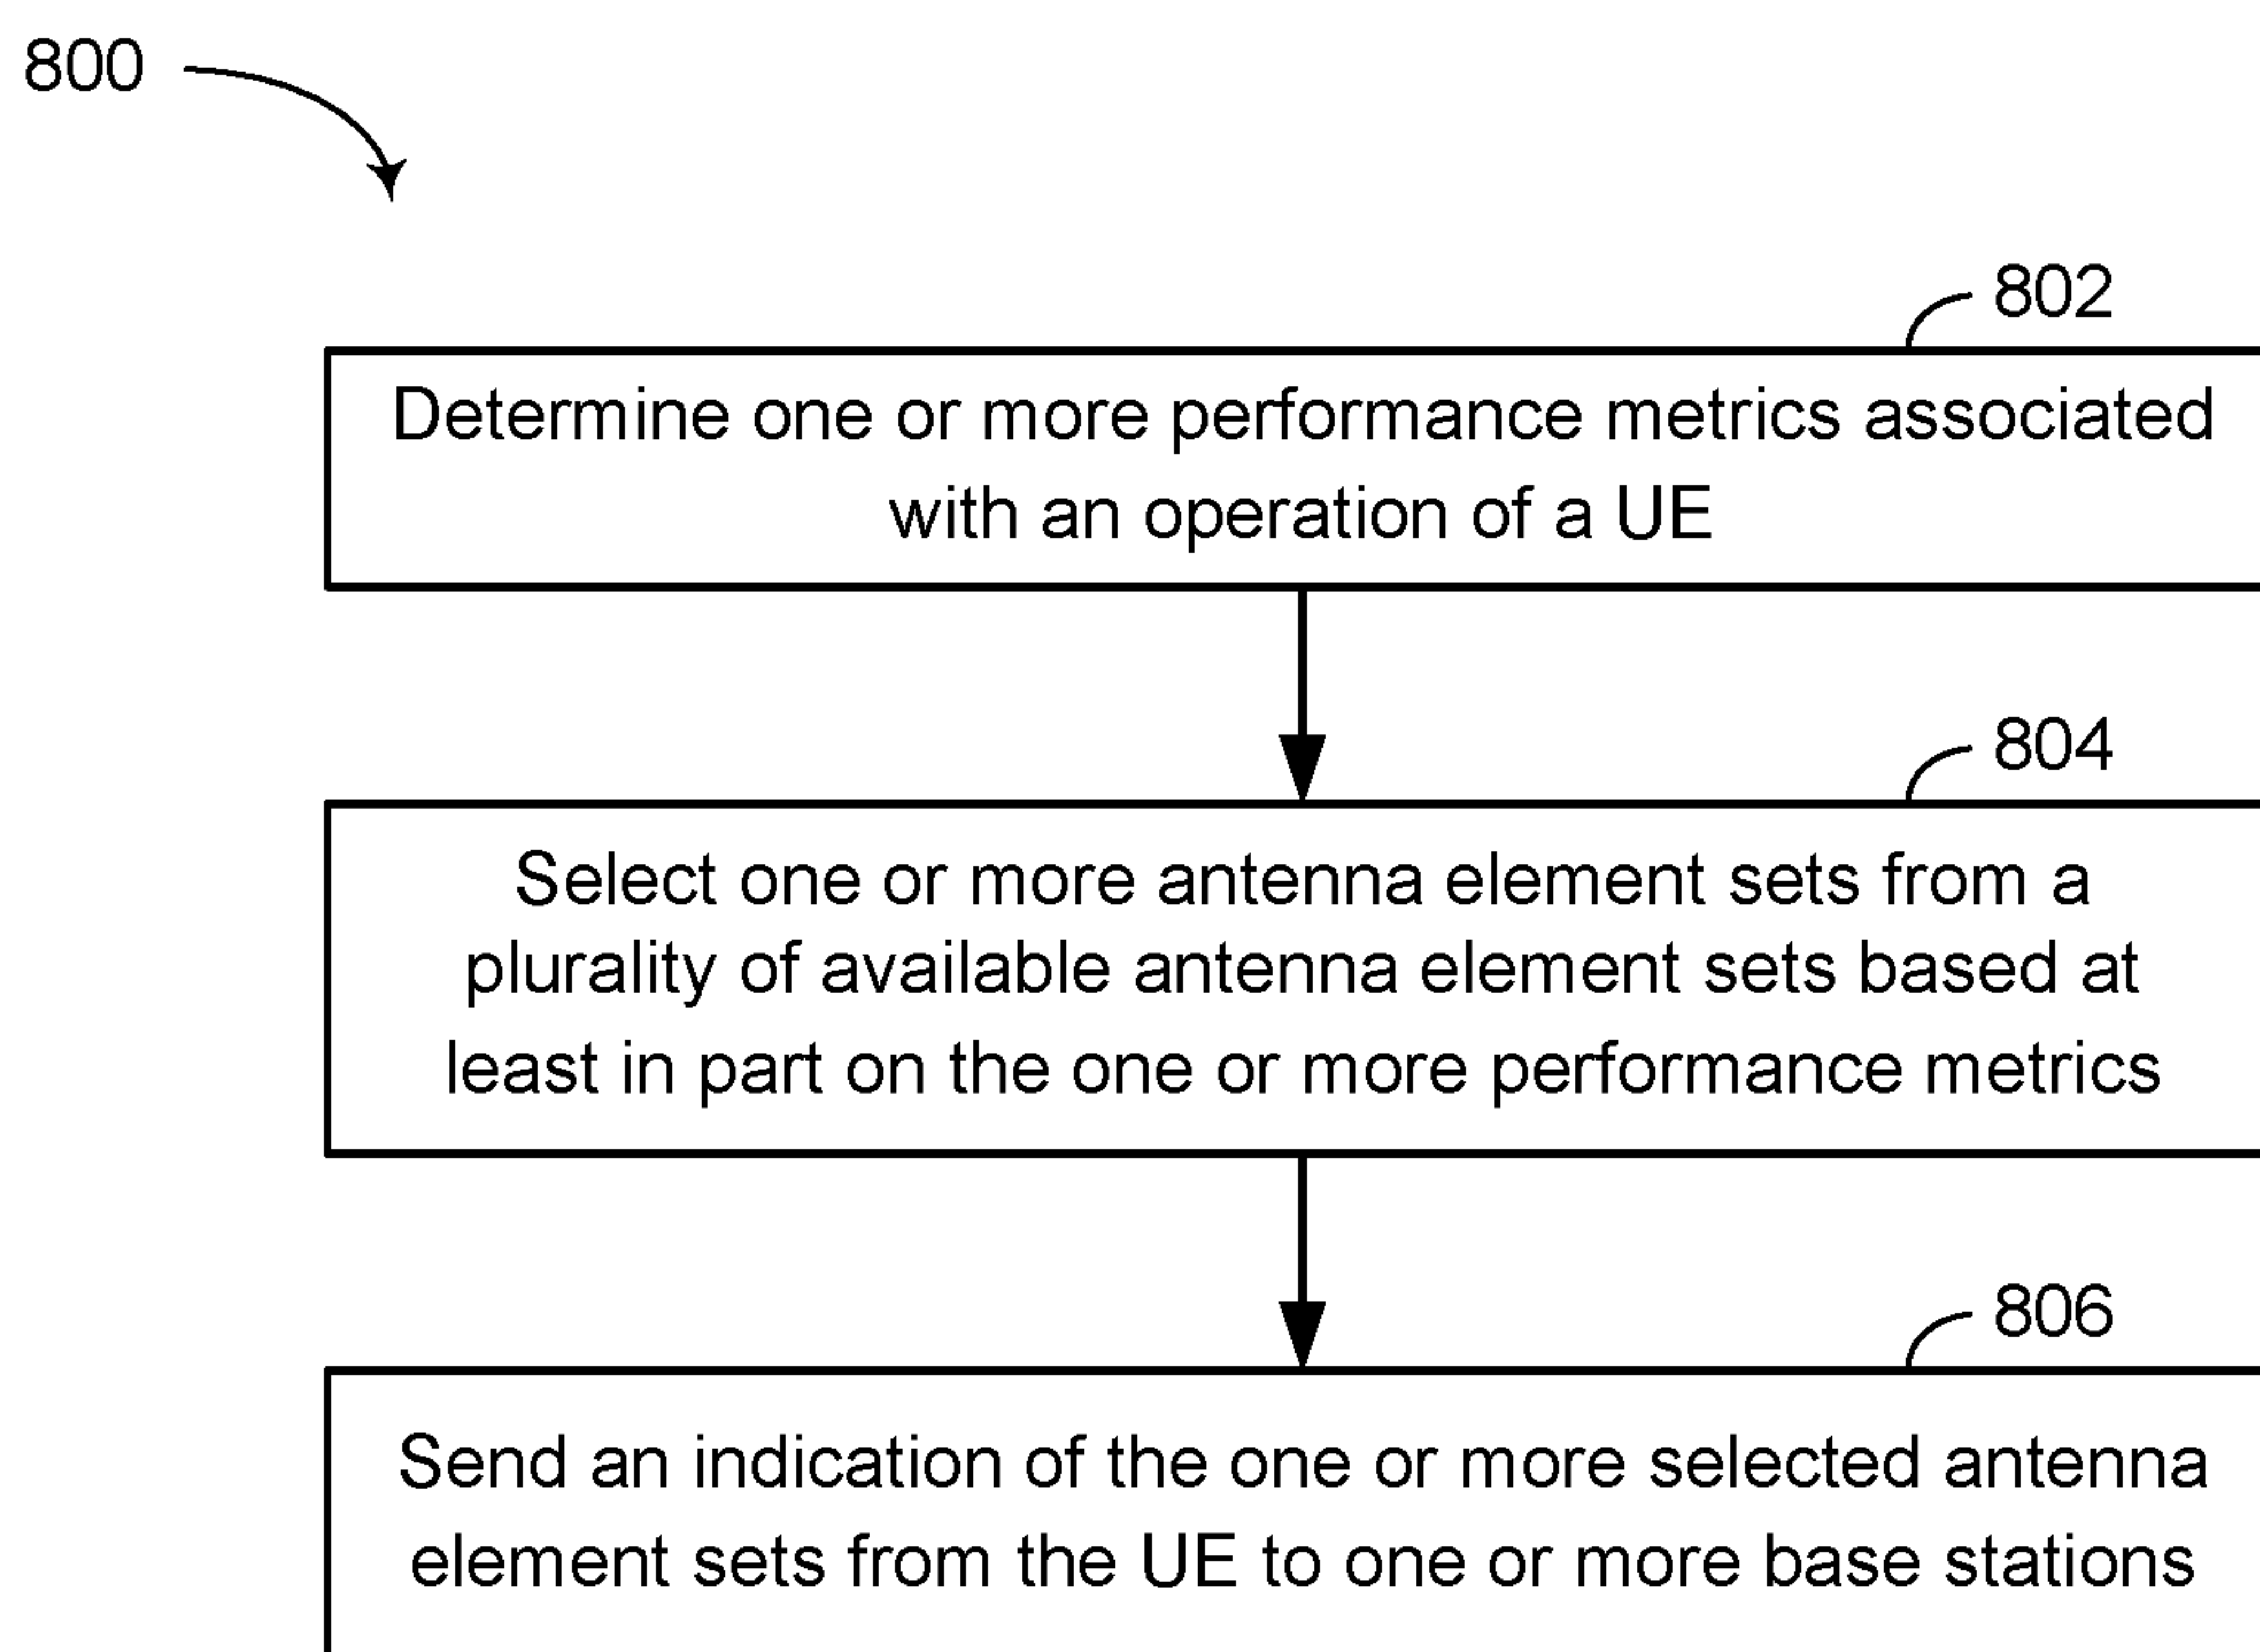 800
802
Determine one or more performance metrics associated
with an operation of a UE
804
Select one or more antenna element sets from a
plurality of available antenna element sets based at
least in part on the one or more performance metrics
806
Send an indication of the one or more selected antenna
element sets from the UE to one or more base stations